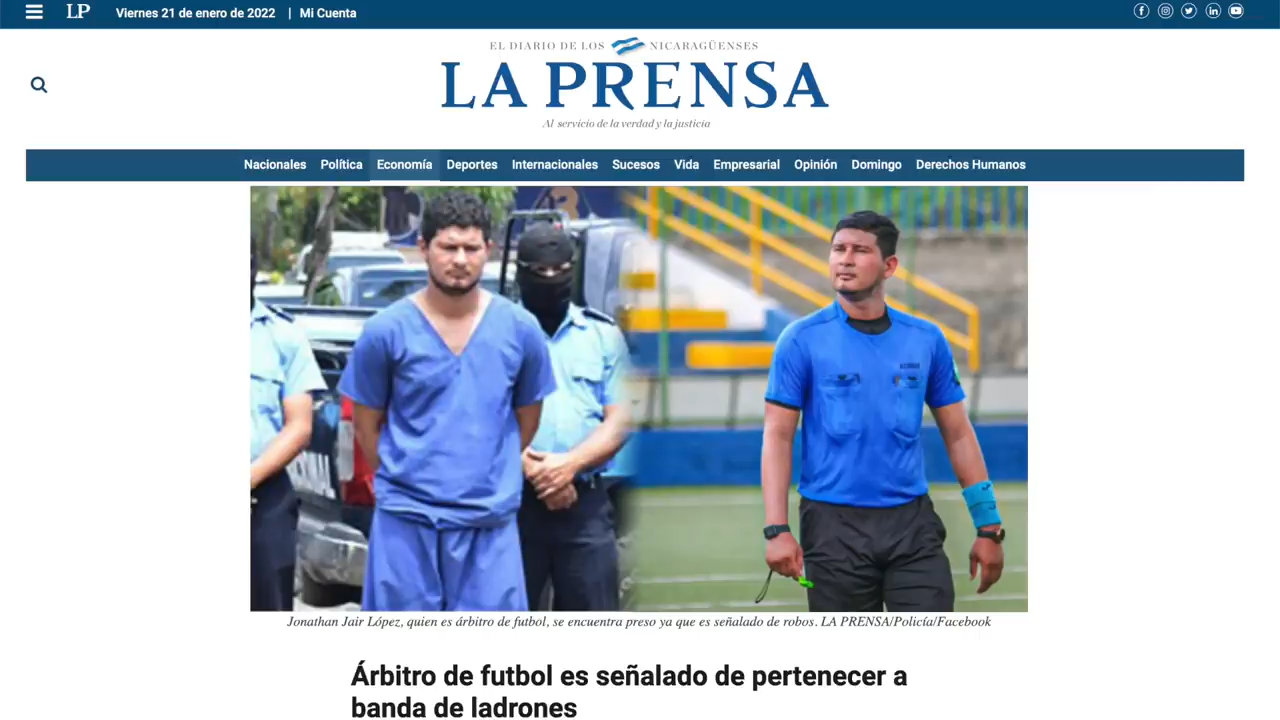 LP Viernes 21 de enero de 2022 | Mi Cuenta
EL DIARIO DE LOS NICARAGÜENSES
LA PRENSA
Al servicio de la verdad y la justicia
Nacionales Política Economía Deportes Internacionales Sucesos Vida Empresarial Opinión Domingo Derechos Humanos
Jonathan Jair López, quien es árbitro de futbol, se encuentra preso ya que es señalado de robos. LA PRENSA/Policía/Facebook
Árbitro de futbol es señalado de pertenecer a
banda de ladrones